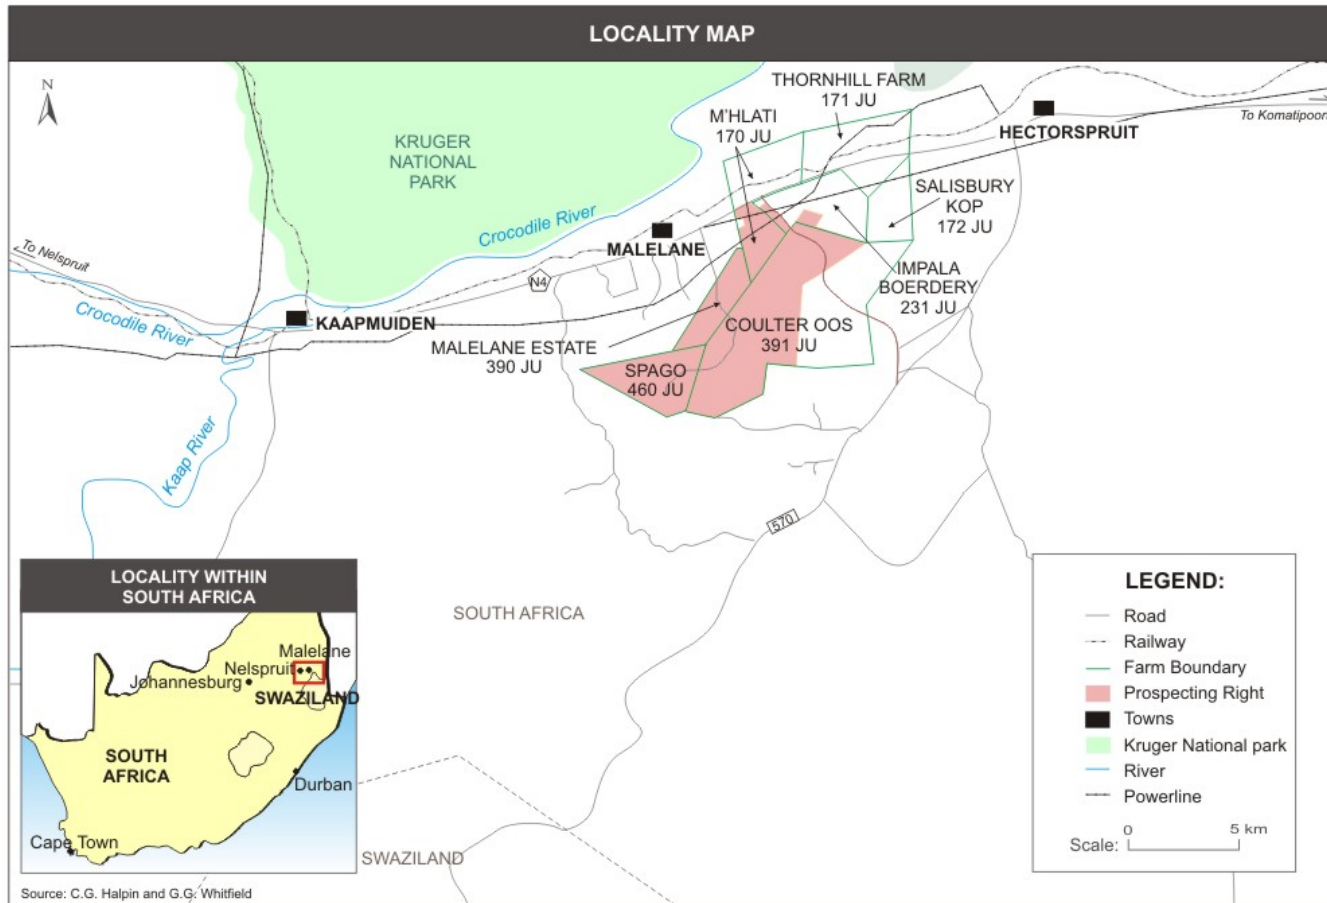 LOCALITY MAP
N
THORNHILL FARM
171 JU
M'HLATI
170 JU
HECTORSPRUIT
To Komatipoort
KRUGER
NATIONAL
PARK
SALISBURY
KOP
172 JU
Crocodile River
MALELANE
To Nelspruit
IMPALA
BOERDERY
231 JU
N4
Crocodile River
KAAPMUIDEN
COULTER OOS
391 JU
MALELANE ESTATE
390 JU
SPAGO
460 JU
Kaap River
570
LOCALITY WITHIN
SOUTH AFRICA
Malelane
Nelspruit
Johannesburg
SWAZILAND
SOUTH
AFRICA
Durban
Cape Town
SOUTH AFRICA
SWAZILAND
LEGEND:
Road
Railway
Farm Boundary
Prospecting Right
Towns
Kruger National park
River
Powerline
Scale: 0 5 km
Source: C.G. Halpin and G.G. Whitfield